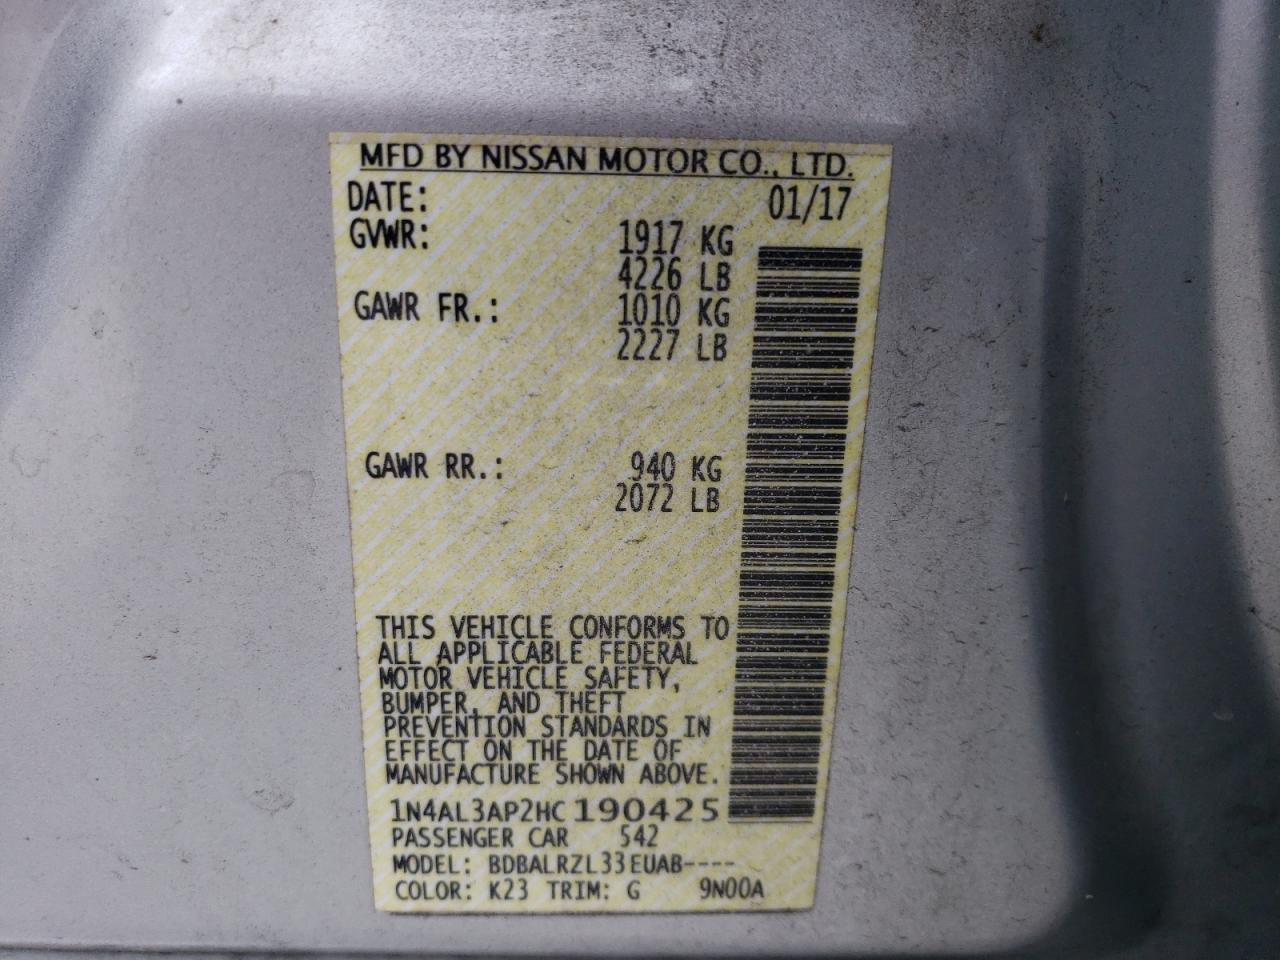 MFD BY NISSAN MOTOR CO., LTD.
DATE: 01/17
GVWR: 1917 KG
4226 LB
GAWR FR.: 1010 KG
2227 LB
GAWR RR.: 940 KG
2072 LB
THIS VEHICLE CONFORMS TO
ALL APPLICABLE FEDERAL
MOTOR VEHICLE SAFETY,
BUMPER, AND THEFT
PREVENTION STANDARDS IN
EFFECT ON THE DATE OF
MANUFACTURE SHOWN ABOVE.
1N4AL3AP2HC190425
PASSENGER CAR 542
MODEL: BDBALRZL33EUAB----
COLOR: K23 TRIM: G 9N00A